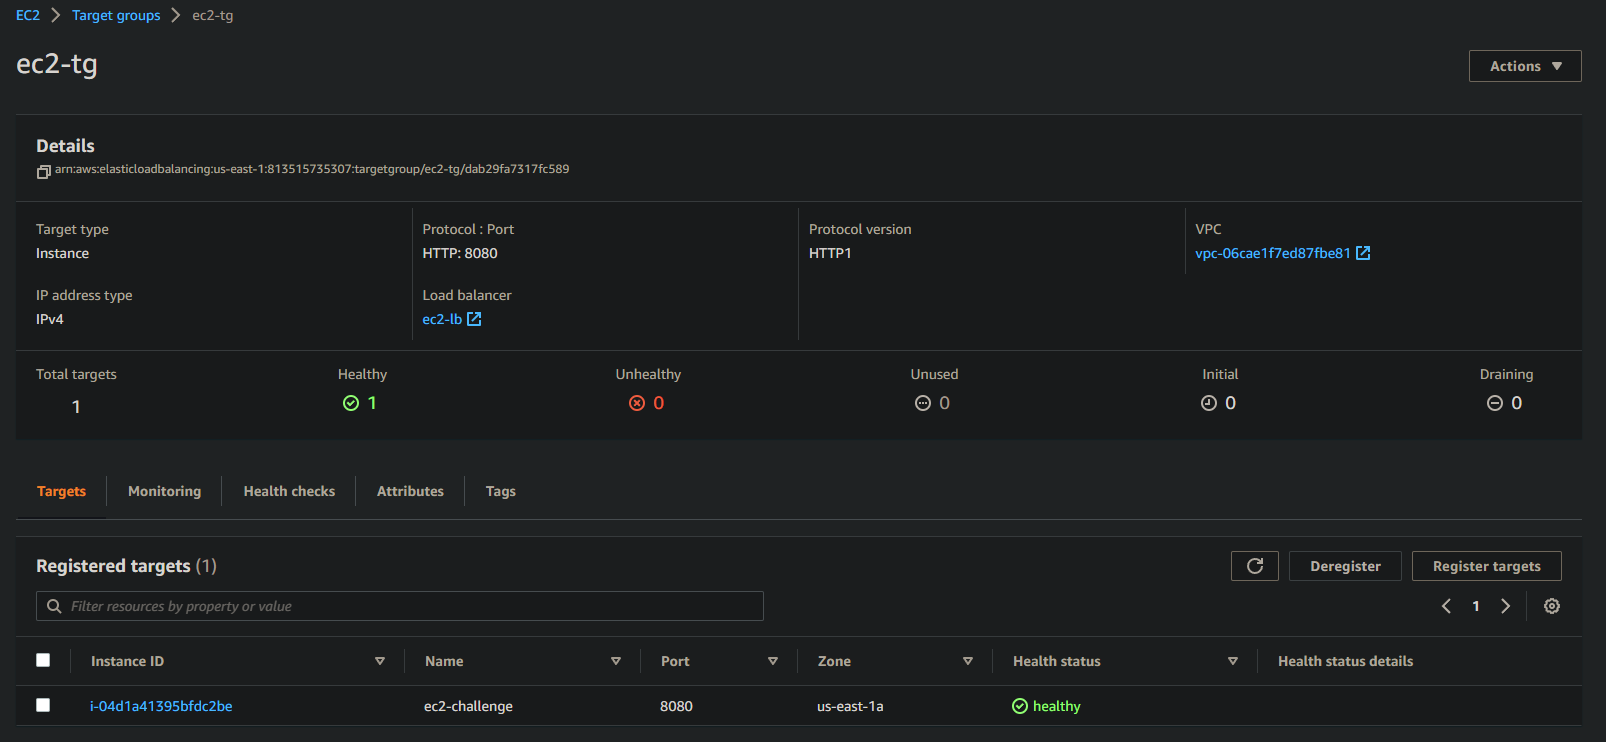 EC2 > Target groups > ec2-tg
ec2-tg
Actions
Details
arn:aws:elasticloadbalancing:us-east-1:813515735307:targetgroup/ec2-tg/dab29fa7317fc589
Target type Protocol : Port Protocol version VPC
Instance HTTP: 8080 HTTP1 vpc-06cae1f7ed87fbe81
IP address type Load balancer
IPv4 ec2-lb
Total targets Healthy Unhealthy Unused Initial Draining
1 1 0 0 0 0
Targets Monitoring Health checks Attributes Tags
Registered targets (1) Deregister Register targets
Filter resources by property or value 1
Instance ID Name Port Zone Health status Health status details
i-04d1a41395bfdc2be ec2-challenge 8080 us-east-1a healthy